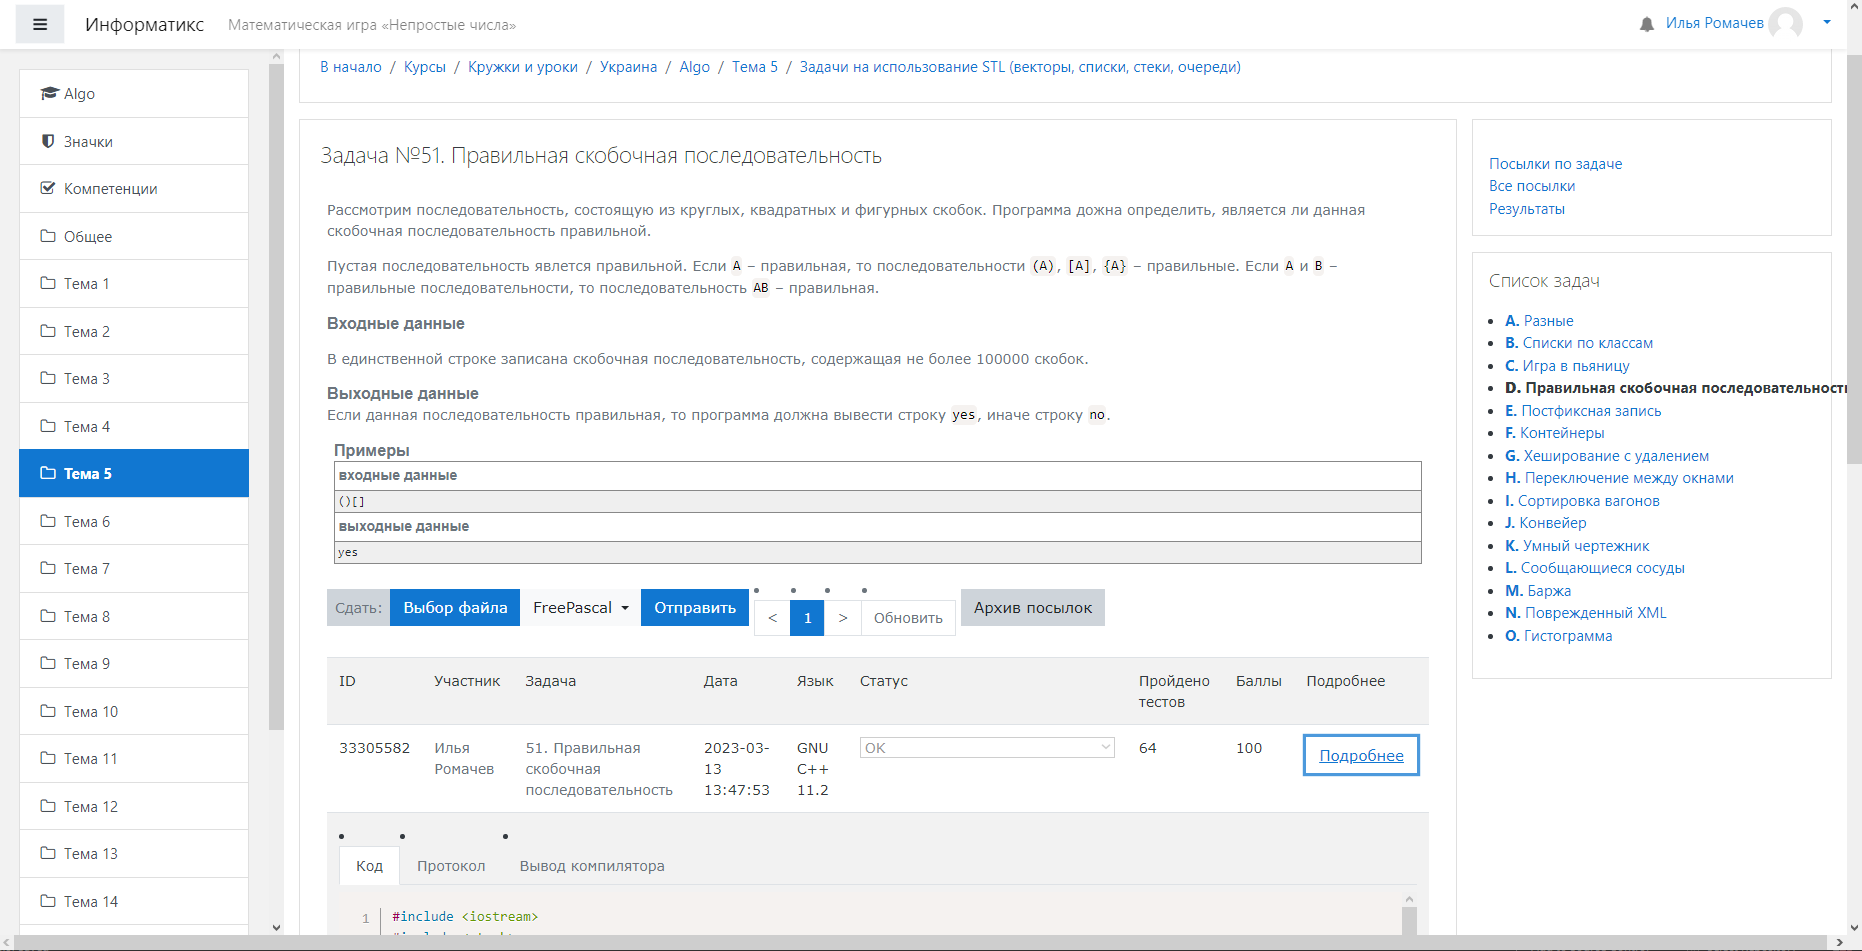 Информатикс
Математическая игра «Непростые числа»
Илья Ромачев
Algo
Значки
Компетенции
Общее
Тема 1
Тема 2
Тема 3
Тема 4
Тема 5
Тема 6
Тема 7
Тема 8
Тема 9
Тема 10
Тема 11
Тема 12
Тема 13
Тема 14
В начало / Курсы / Кружки и уроки / Украина / Algo / Тема 5 / Задачи на использование STL (векторы, списки, стеки, очереди)
Задача №51. Правильная скобочная последовательность
Рассмотрим последовательность, состоящую из круглых, квадратных и фигурных скобок. Программа дожна определить, является ли данная
скобочная последовательность правильной.
Пустая последовательность явлется правильной. Если A – правильная, то последовательности (A), [A], {A} – правильные. Если A и B –
правильные последовательности, то последовательность AB – правильная.
Входные данные
В единственной строке записана скобочная последовательность, содержащая не более 100000 скобок.
Выходные данные
Если данная последовательность правильная, то программа должна вывести строку yes, иначе строку no.
Примеры
входные данные
()[]
выходные данные
yes
Сдать: Выбор файла FreePascal Отправить < 1 > Обновить Архив посылок
ID Участник Задача Дата Язык Статус Пройдено Баллы Подробнее
тестов
33305582 Илья 51. Правильная 2023-03- GNU OK 64 100 Подробнее
Ромачев скобочная 13 C++
последовательность 13:47:53 11.2
Код Протокол Вывод компилятора
1 #include <iostream>
Посылки по задаче
Все посылки
Результаты
Список задач
A. Разные
B. Списки по классам
C. Игра в пьяницу
D. Правильная скобочная последовательность
E. Постфиксная запись
F. Контейнеры
G. Хеширование с удалением
H. Переключение между окнами
I. Сортировка вагонов
J. Конвейер
K. Умный чертежник
L. Сообщающиеся сосуды
M. Баржа
N. Поврежденный XML
O. Гистограмма